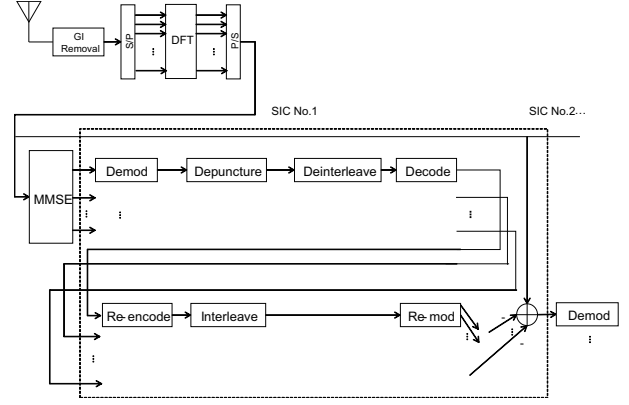 GI
Removal
S/P
DFT
P/S
SIC No.1
SIC No.2...
MMSE
Demod
Depuncture
Deinterleave
Decode
Re-encode
Interleave
Re-mod
Demod